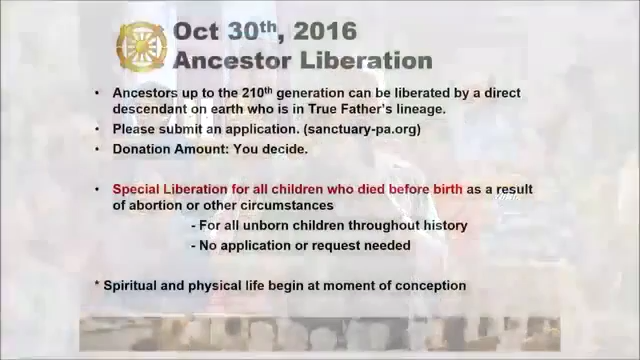 Oct 30th, 2016
Ancestor Liberation
• Ancestors up to the 210th generation can be liberated by a direct
descendant on earth who is in True Father's lineage.
• Please submit an application. (sanctuary-pa.org)
• Donation Amount: You decide.
• Special Liberation for all children who died before birth as a result
of abortion or other circumstances
- For all unborn children throughout history
- No application or request needed
* Spiritual and physical life begin at moment of conception